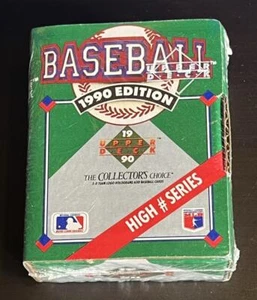 BASEBALL
UPPER
DECK
1990 EDITION
19
UPPER
DECK
90
THE COLLECTOR'S CHOICE
HIGH # SERIES